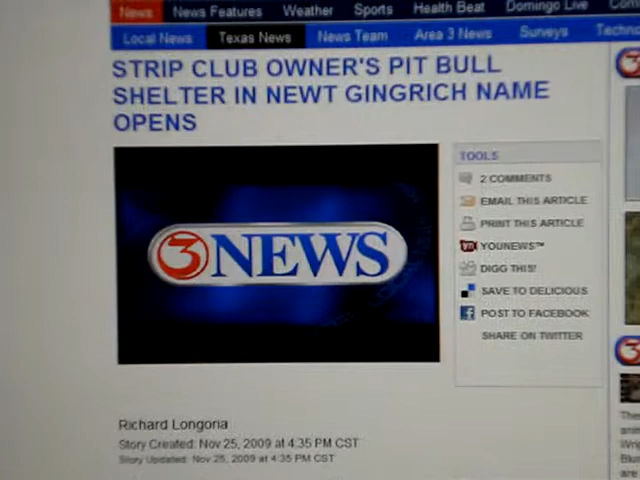 News News Features Weather Sports Health Beat Domingo Live
Local News Texas News News Team Area 3 News Surveys
STRIP CLUB OWNER'S PIT BULL
SHELTER IN NEWT GINGRICH NAME
OPENS
3NEWS
TOOLS
2 COMMENTS
EMAIL THIS ARTICLE
PRINT THIS ARTICLE
YOUNEWS™
DIGG THIS!
SAVE TO DELICIOUS
POST TO FACEBOOK
SHARE ON TWITTER
3
3
Richard Longoria
Story Created: Nov 25, 2009 at 4:35 PM CST
Story Updated: Nov 25, 2009 at 4:35 PM CST
are